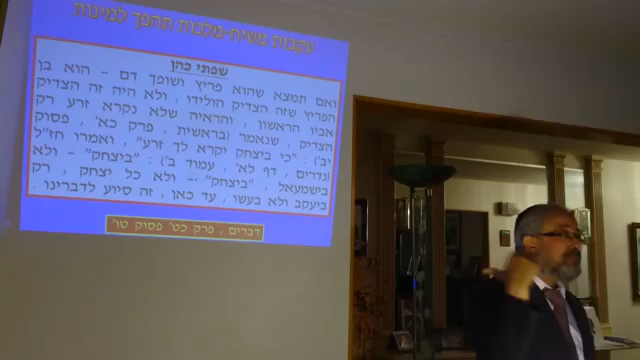 עקבות משיח-מלכות תהפך למינות
שפתי כהן
ואם תמצא שהוא פריץ ושופך דם – הוא בן
הפריץ שזה הצדיק הולידו , ולא היה זה הצדיק
אביו הראשון , והראיה שלא נקרא זרע רק
הצדיק , שנאמר (בראשית , פרק כא' , פסוק
יב') : "כי ביצחק יקרא לך זרע" , ואמרו חז"ל
(נדרים , דף לא' , עמוד ב') : "ביצחק" – ולא
בישמעאל , "ביצחק" – ולא כל יצחק , רק
ביעקב ולא בעשו , עד כאן , זה סיוע לדברינו .
דברים , פרק כט' פסוק טו'